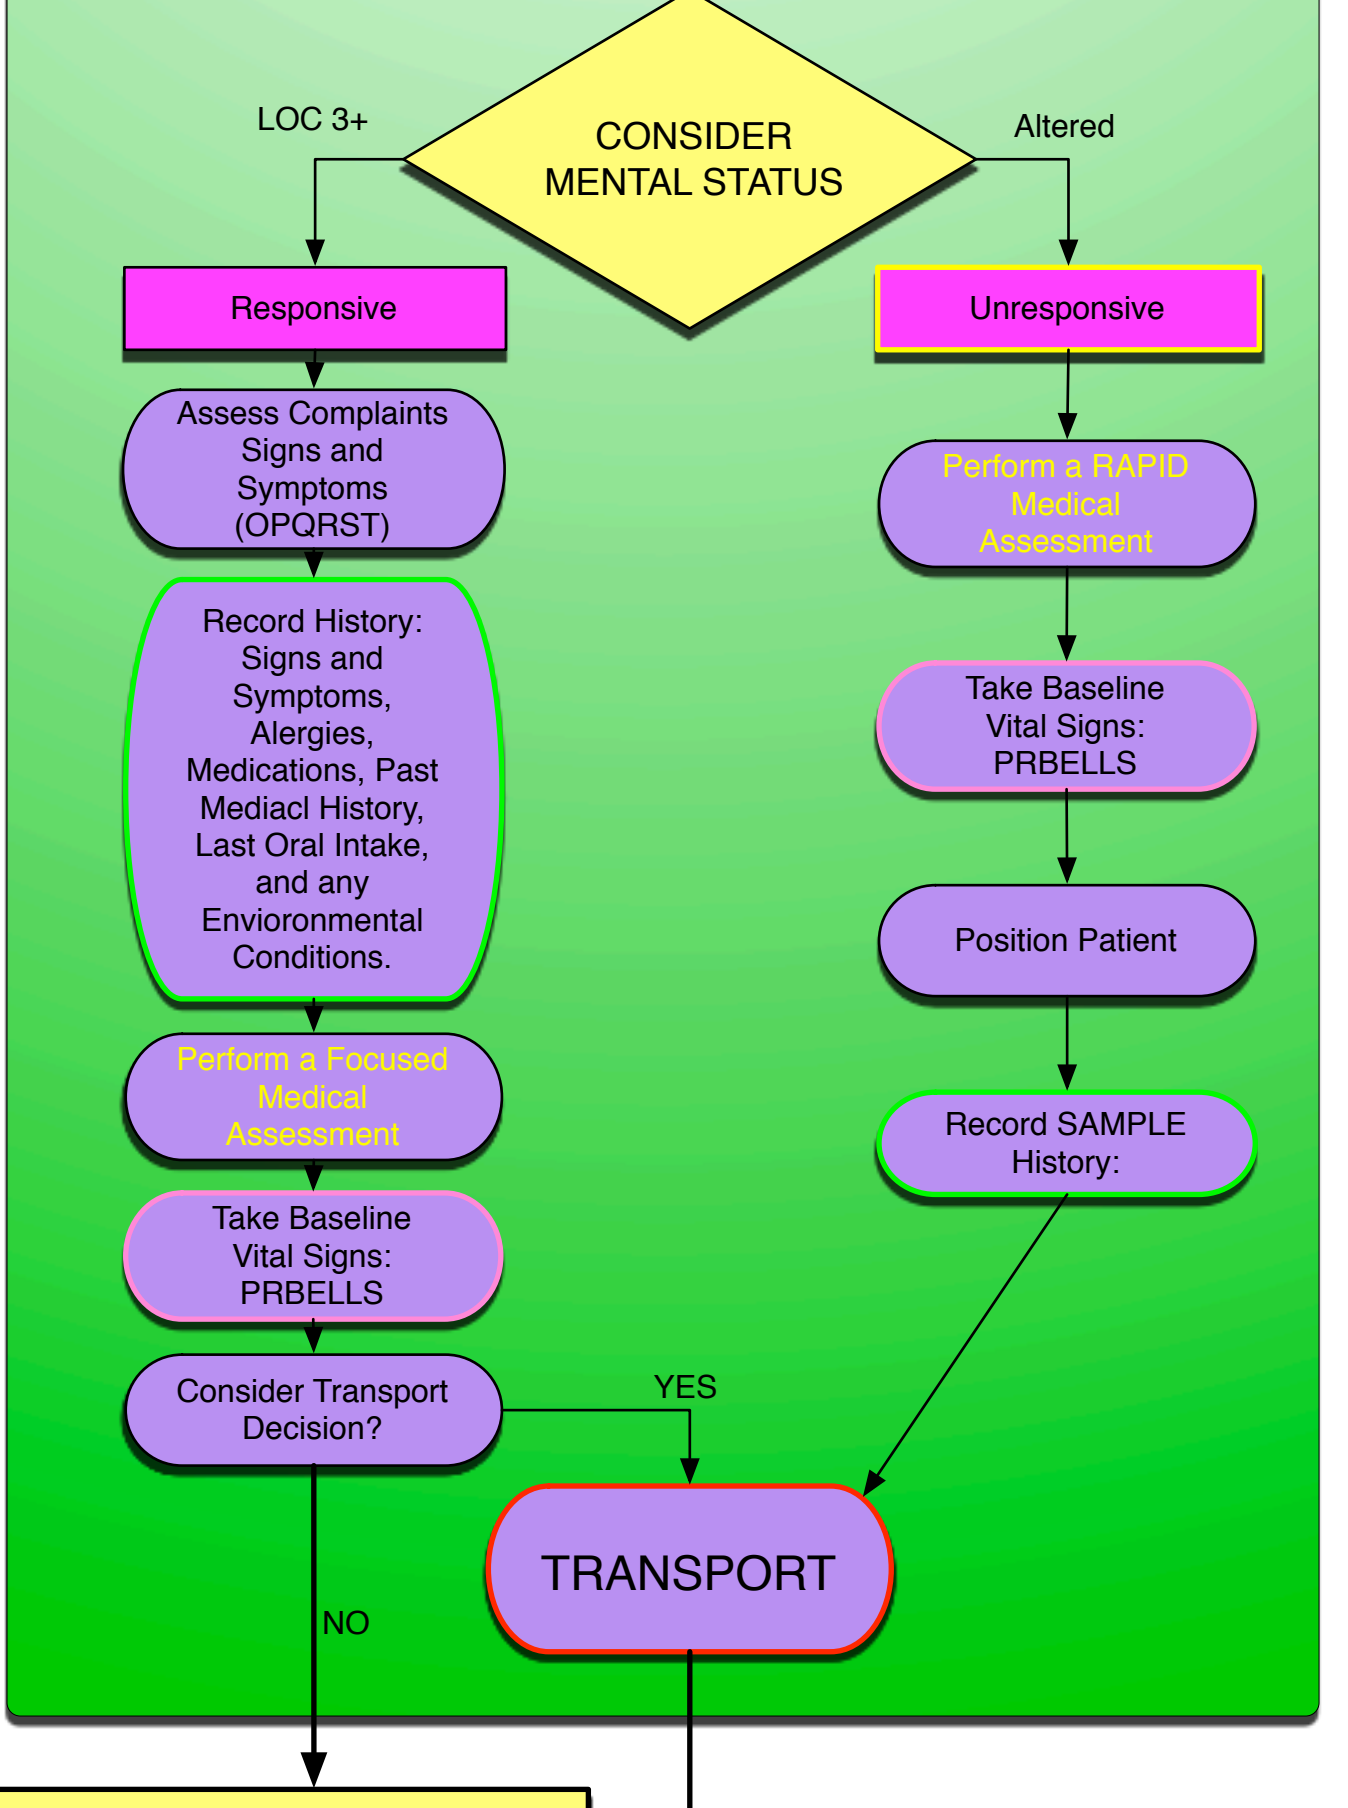 LOC 3+
CONSIDER
MENTAL STATUS
Altered
Responsive
Unresponsive
Assess Complaints
Signs and
Symptoms
(OPQRST)
Record History:
Signs and
Symptoms,
Alergies,
Medications, Past
Mediacl History,
Last Oral Intake,
and any
Envioronmental
Conditions.
Perform a Focused
Medical
Assessment
Take Baseline
Vital Signs:
PRBELLS
Consider Transport
Decision?
YES
NO
Perform a RAPID
Medical
Assessment
Take Baseline
Vital Signs:
PRBELLS
Position Patient
Record SAMPLE
History:
TRANSPORT